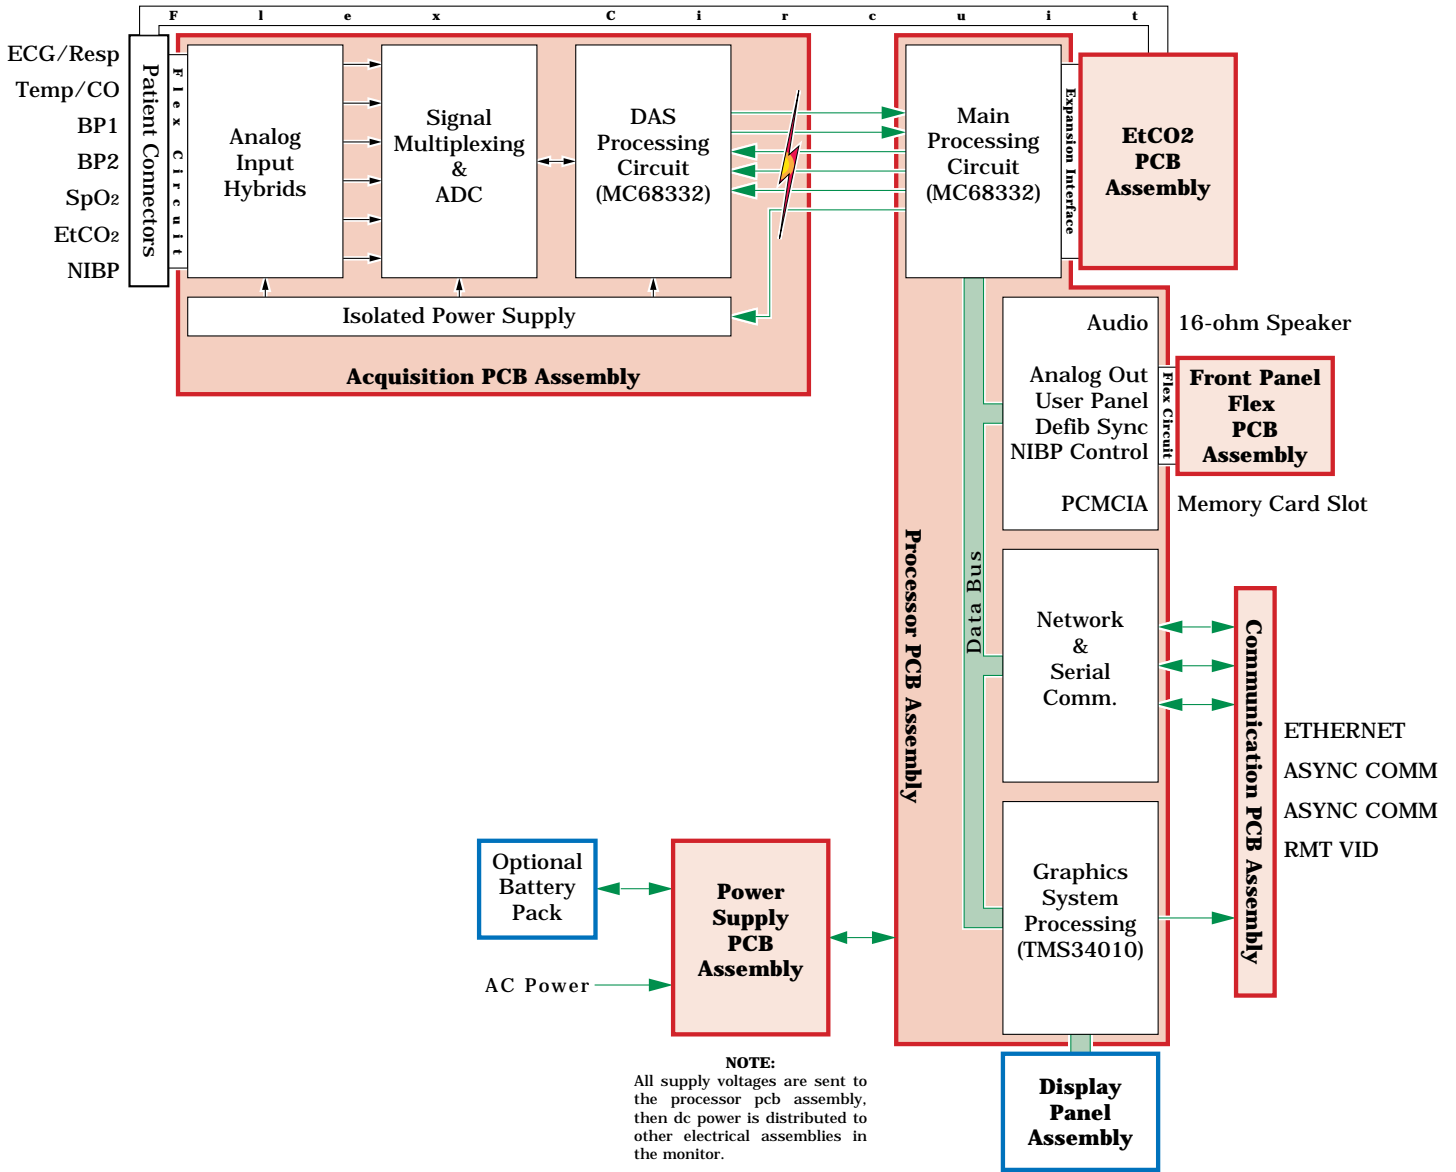 Flex Circuit
ECG/Resp
Temp/CO
BP1
BP2
SpO2
EtCO2
NIBP
Patient Connectors
Flex Circuit
Analog
Input
Hybrids
Signal
Multiplexing
&
ADC
DAS
Processing
Circuit
(MC68332)
Isolated Power Supply
Acquisition PCB Assembly
Main
Processing
Circuit
(MC68332)
Expansion Interface
EtCO2
PCB
Assembly
Audio
16-ohm Speaker
Analog Out
User Panel
Defib Sync
NIBP Control
Flex Circuit
Front Panel
Flex
PCB
Assembly
PCMCIA
Memory Card Slot
Processor PCB Assembly
Data Bus
Network
&
Serial
Comm.
Communication PCB Assembly
ETHERNET
ASYNC COMM
ASYNC COMM
RMT VID
Graphics
System
Processing
(TMS34010)
Optional
Battery
Pack
AC Power
Power
Supply
PCB
Assembly
Display
Panel
Assembly
NOTE:
All supply voltages are sent to
the processor pcb assembly,
then dc power is distributed to
other electrical assemblies in
the monitor.